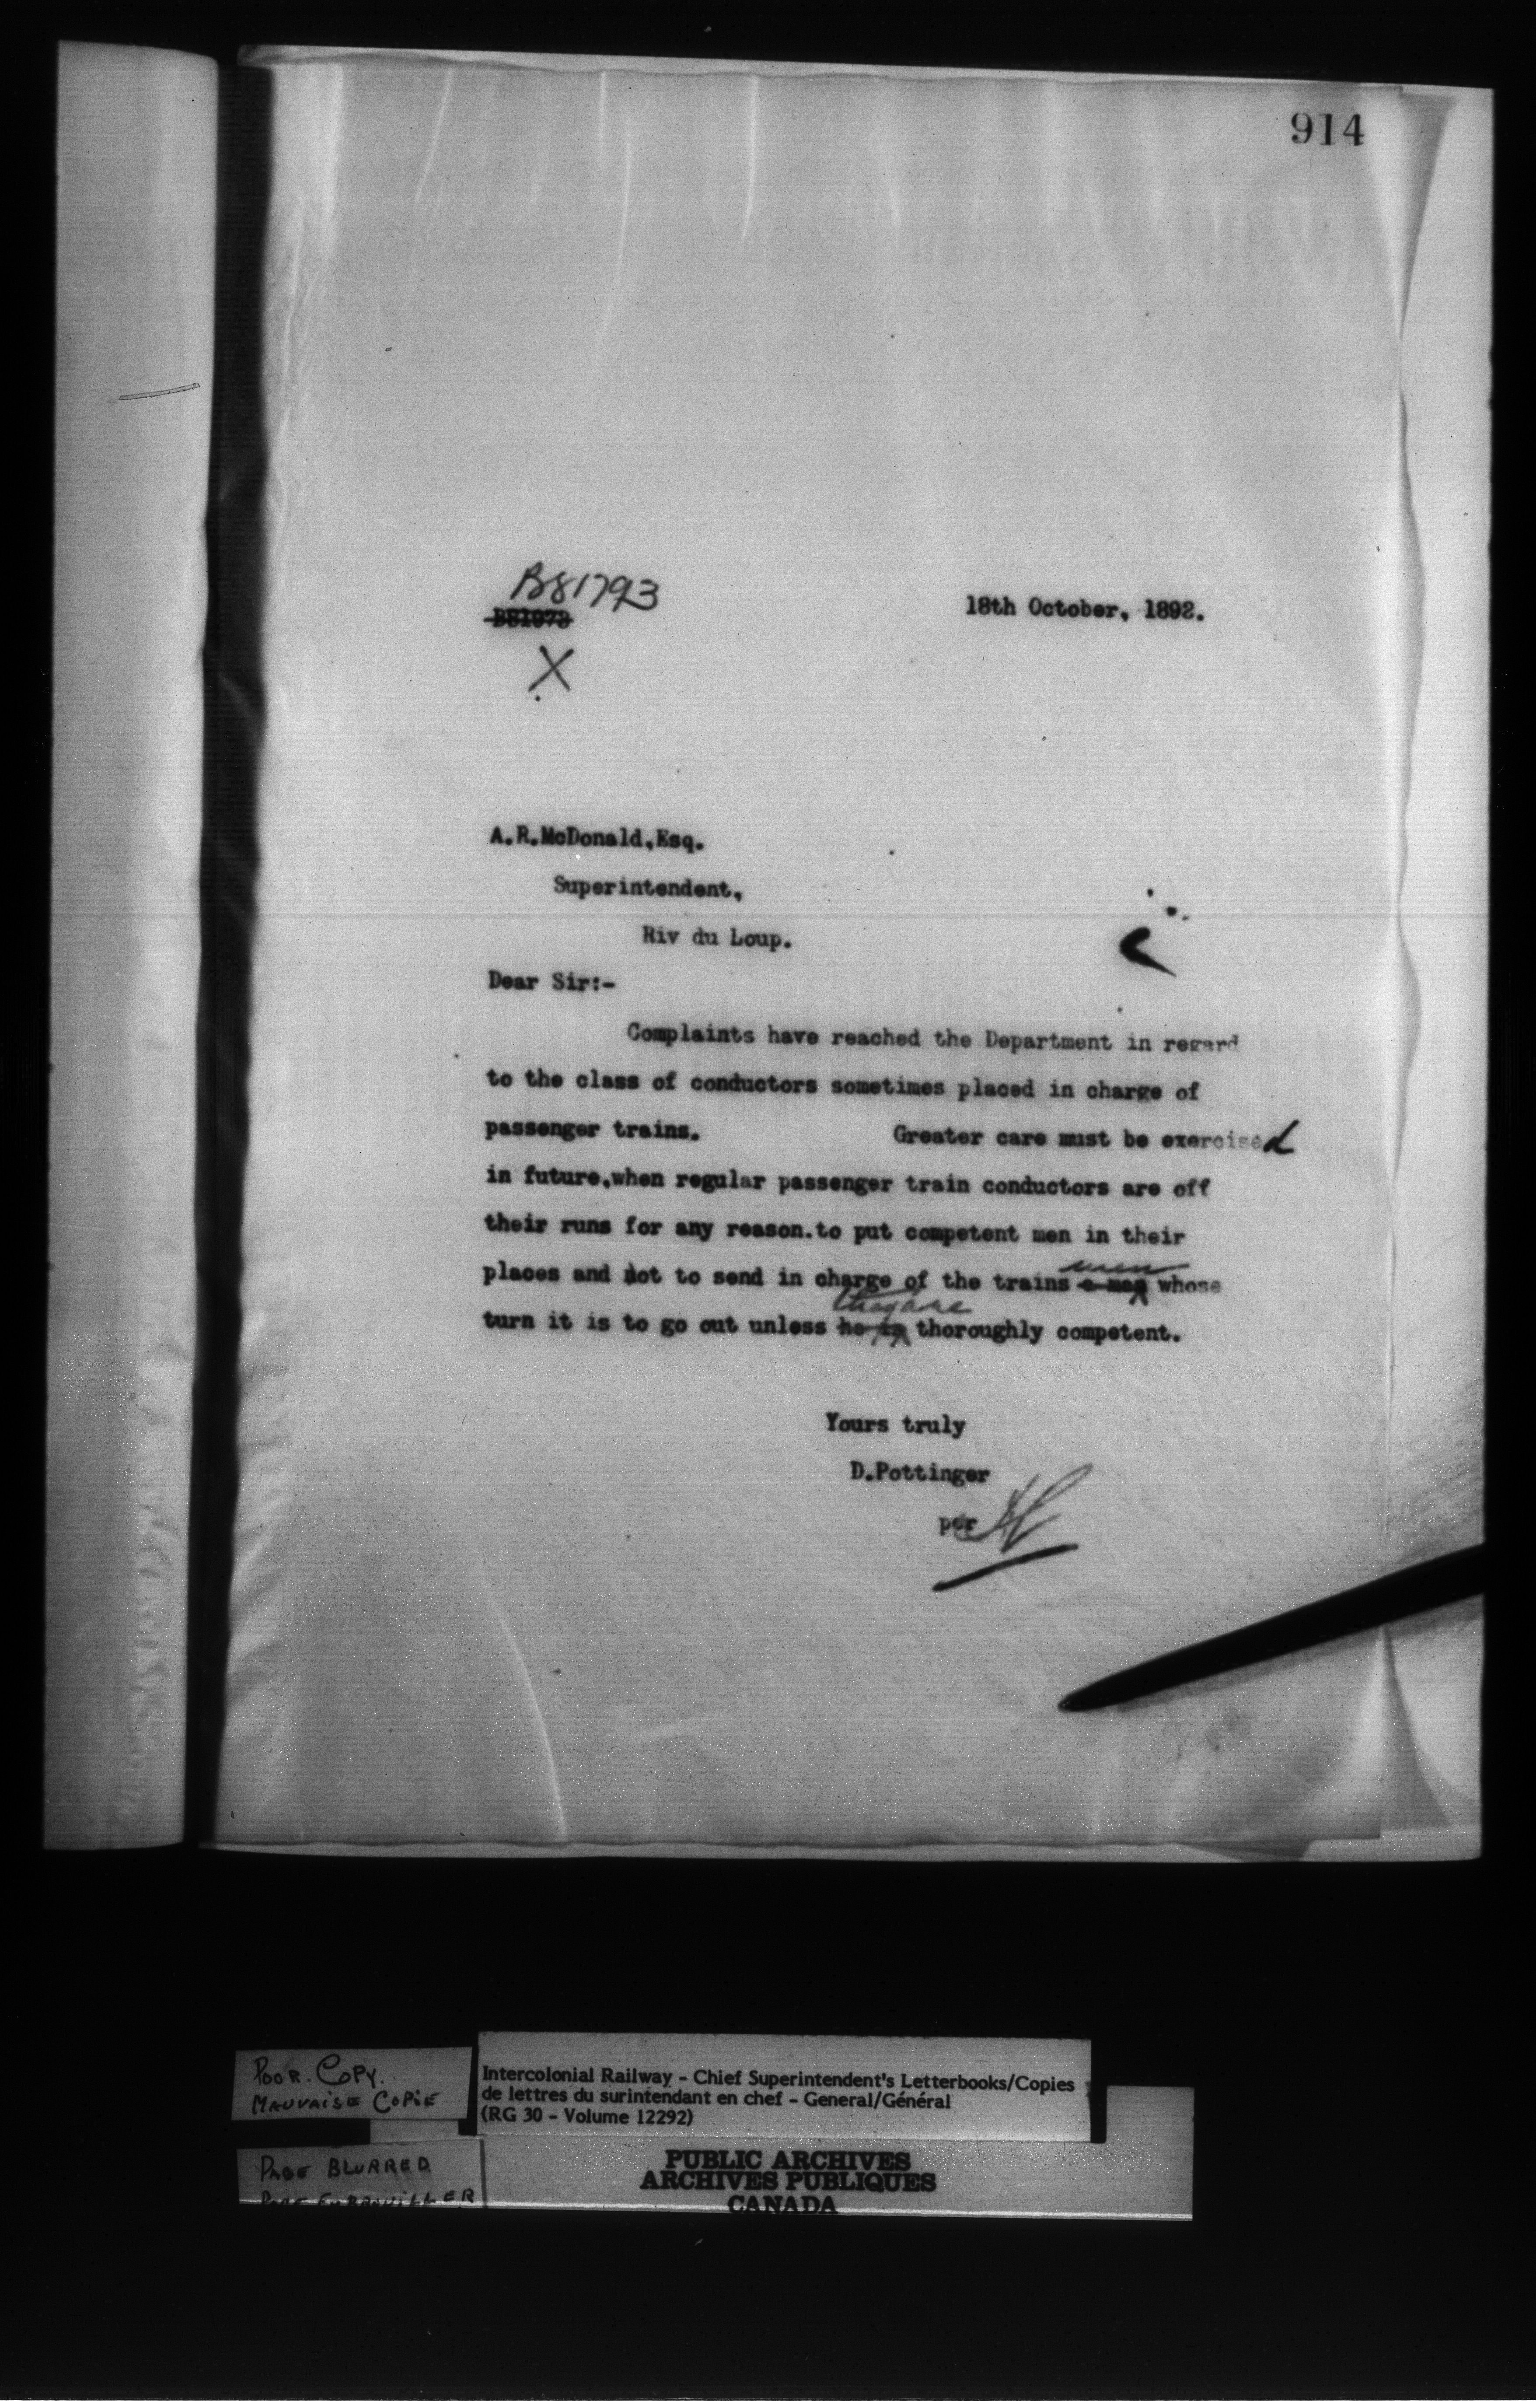 914
B81793
B81973
X
18th October, 1892.
A.R.McDonald,Esq.
Superintendent,
Riv du Loup.
Dear Sir:-
Complaints have reached the Department in regard
to the class of conductors sometimes placed in charge of
passenger trains. Greater care must be exercised
in future,when regular passenger train conductors are off
their runs for any reason.to put competent men in their
places and not to send in charge of the trains a man men whose
turn it is to go out unless he is they are thoroughly competent.
Yours truly
D.Pottinger
per
POOR COPY.
MAUVAISE COPIE
Intercolonial Railway - Chief Superintendent's Letterbooks/Copies
de lettres du surintendant en chef - General/Général
(RG 30 - Volume 12292)
PAGE BLURRED
PAGE EMBROUILLER
PUBLIC ARCHIVES
ARCHIVES PUBLIQUES
CANADA